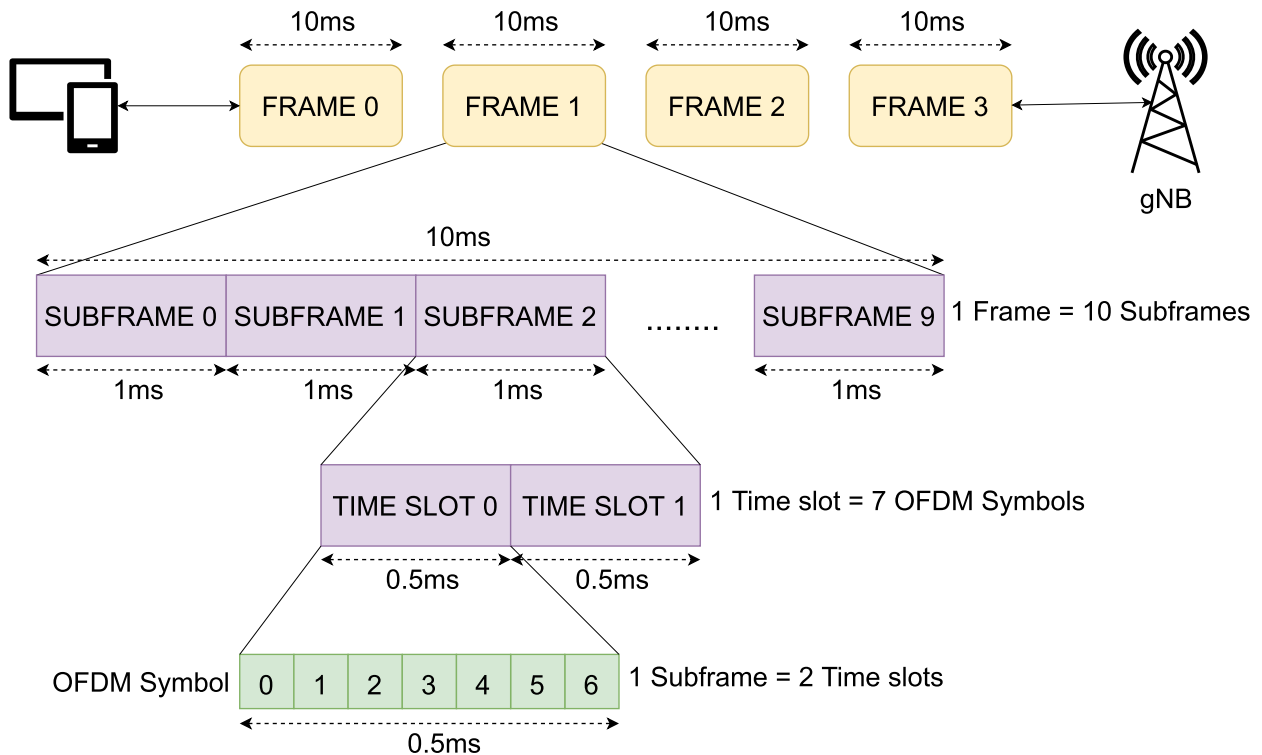 10ms
10ms
10ms
10ms
FRAME 0
FRAME 1
FRAME 2
FRAME 3
gNB
10ms
SUBFRAME 0
SUBFRAME 1
SUBFRAME 2
........
SUBFRAME 9
1 Frame = 10 Subframes
1ms
1ms
1ms
1ms
TIME SLOT 0
TIME SLOT 1
1 Time slot = 7 OFDM Symbols
0.5ms
0.5ms
OFDM Symbol
0
1
2
3
4
5
6
1 Subframe = 2 Time slots
0.5ms